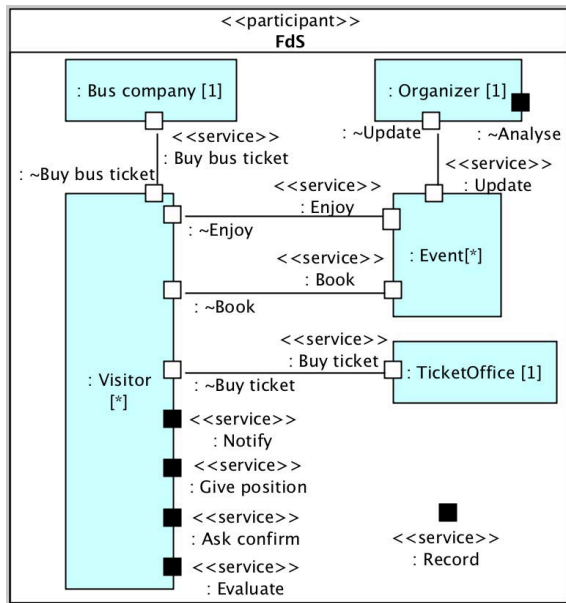 <<participant>>
FdS
: Bus company [1]
: Organizer [1]
<<service>>
: Buy bus ticket
: ~Update
: ~Analyse
: ~Buy bus ticket
<<service>>
: Update
<<service>>
: Enjoy
: ~Enjoy
: Event[*]
<<service>>
: Book
: ~Book
<<service>>
: Buy ticket
: ~Buy ticket
: TicketOffice [1]
: Visitor
[*]
<<service>>
: Notify
<<service>>
: Give position
<<service>>
: Ask confirm
<<service>>
: Evaluate
<<service>>
: Record